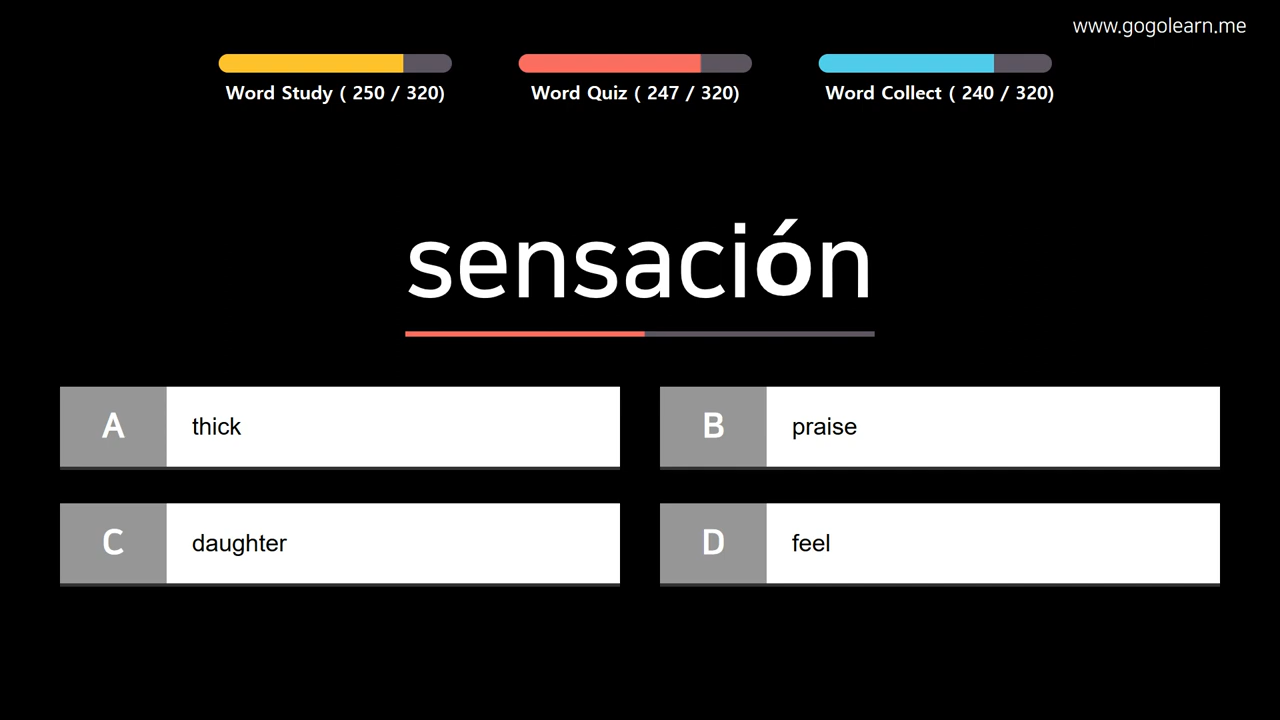 www.gogolearn.me
Word Study ( 250 / 320)
Word Quiz ( 247 / 320)
Word Collect ( 240 / 320)
sensación
A thick
B praise
C daughter
D feel